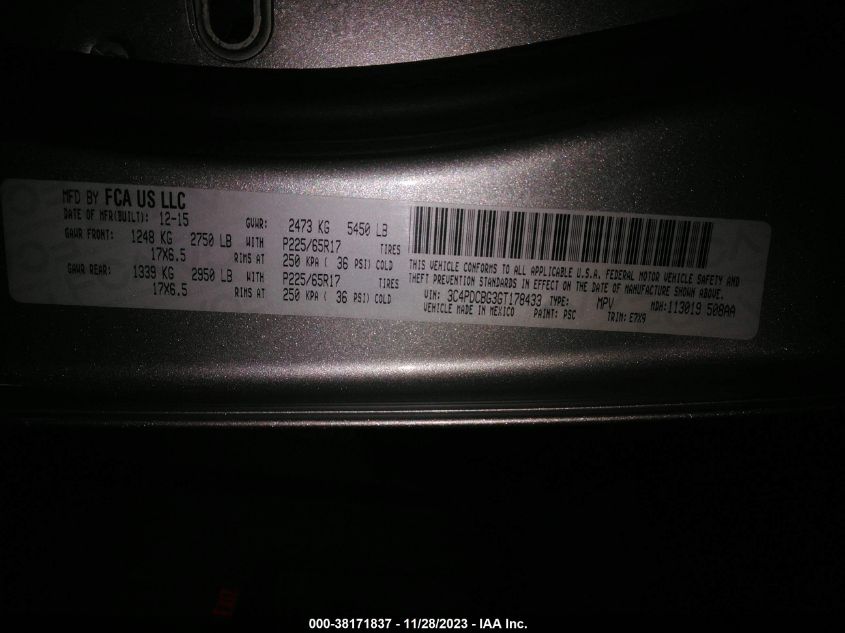 MFD BY FCA US LLC
DATE OF MFR(BUILT): 12-15 GVWR: 2473 KG 5450 LB
GAWR FRONT: 1248 KG 2750 LB WITH P225/65R17 TIRES
17X6.5 RIMS AT 250 KPA ( 36 PSI) COLD
GAWR REAR: 1339 KG 2950 LB WITH P225/65R17 TIRES
17X6.5 RIMS AT 250 KPA ( 36 PSI) COLD
THIS VEHICLE CONFORMS TO ALL APPLICABLE U.S.A. FEDERAL MOTOR VEHICLE SAFETY AND
THEFT PREVENTION STANDARDS IN EFFECT ON THE DATE OF MANUFACTURE SHOWN ABOVE.
VIN: 3C4PDCBG3GT178433 TYPE: MPV MDH:113019 508AA
VEHICLE MADE IN MEXICO PAINT: PSC TRIM: E7X9
000-38171837 - 11/28/2023 - IAA Inc.